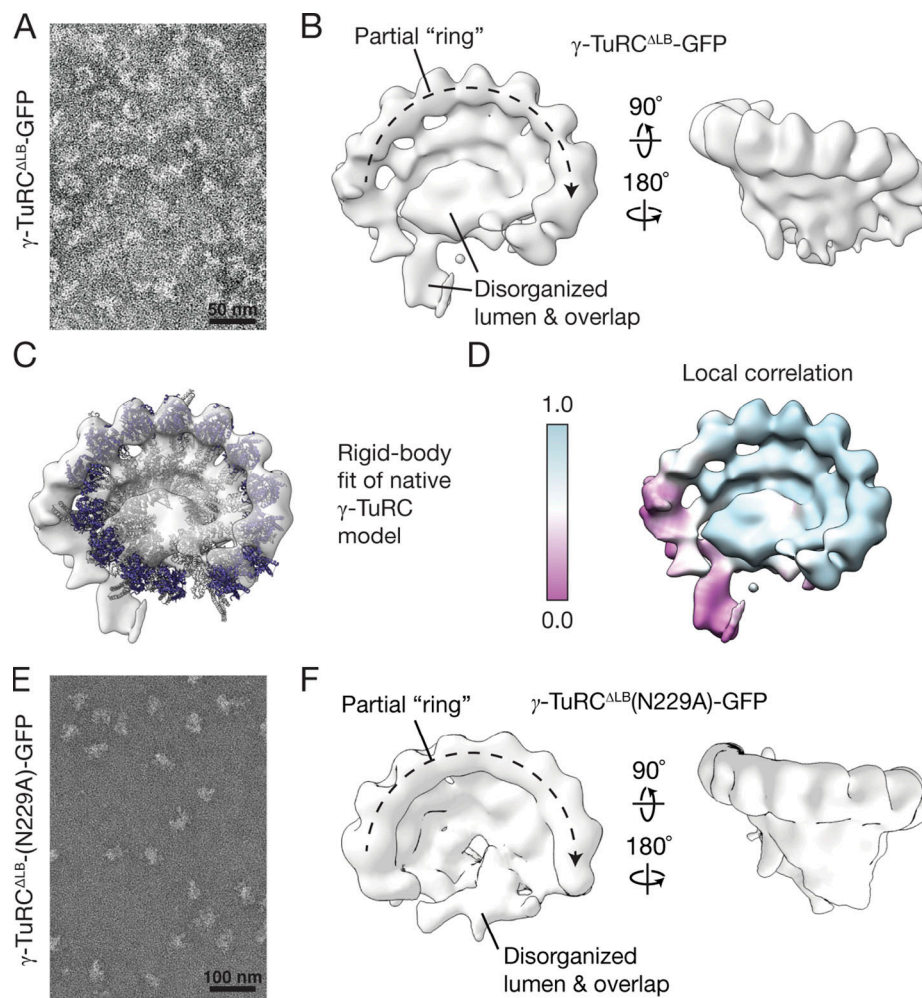 A
γ-TuRC^ΔLB-GFP
50 nm
B
Partial “ring”
γ-TuRC^ΔLB-GFP
90°
180°
Disorganized
lumen & overlap
C
Rigid-body
fit of native
γ-TuRC
model
D
Local correlation
1.0
0.0
E
γ-TuRC^ΔLB-(N229A)-GFP
100 nm
F
Partial “ring”
γ-TuRC^ΔLB(N229A)-GFP
90°
180°
Disorganized
lumen & overlap